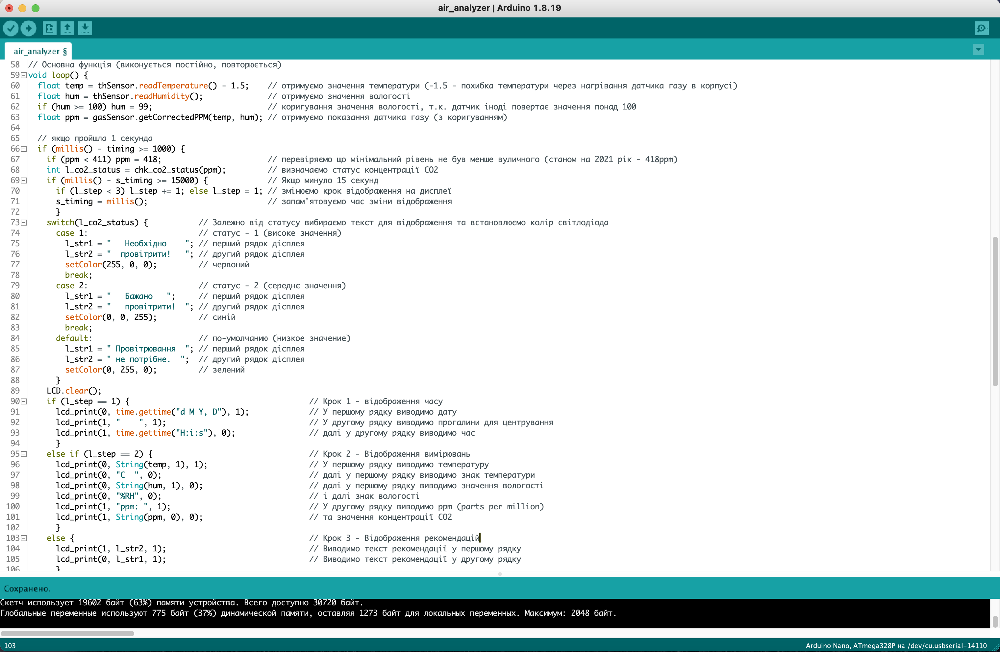 air_analyzer | Arduino 1.8.19
air_analyzer §
58 // Основна функція (виконується постійно, повторюється)
59 void loop() {
60 float temp = thSensor.readTemperature() - 1.5; // отримуємо значення температури (-1.5 - похибка температури через нагрівання датчика газу в корпусі)
61 float hum = thSensor.readHumidity(); // отримуємо значення вологості
62 if (hum >= 100) hum = 99; // коригування значення вологості, т.к. датчик іноді повертає значення понад 100
63 float ppm = gasSensor.getCorrectedPPM(temp, hum); // отримуємо показання датчика газу (з коригуванням)
64
65 // якщо пройшла 1 секунда
66 if (millis() - timing >= 1000) {
67 if (ppm < 411) ppm = 418; // перевіряємо що мінімальний рівень не був менше вуличного (станом на 2021 рік - 418ppm)
68 int l_co2_status = chk_co2_status(ppm); // визначаємо статус концентрації CO2
69 if (millis() - s_timing >= 15000) { // Якщо минуло 15 секунд
70 if (l_step < 3) l_step += 1; else l_step = 1; // змінюємо крок відображення на дисплеї
71 s_timing = millis(); // запам'ятовуємо час зміни відображення
72 }
73 switch(l_co2_status) { // Залежно від статусу вибираємо текст для відображення та встановлюємо колір світлодіода
74 case 1: // статус - 1 (високе значення)
75 l_str1 = "   Необхідно    "; // перший рядок дісплея
76 l_str2 = "  провітрити!   "; // другий рядок дісплея
77 setColor(255, 0, 0); // червоний
78 break;
79 case 2: // статус - 2 (середнє значення)
80 l_str1 = "   Бажано   "; // перший рядок дісплея
81 l_str2 = "   провітрити!  "; // другий рядок дісплея
82 setColor(0, 0, 255); // синій
83 break;
84 default: // по-умолчанию (низкое значение)
85 l_str1 = " Провітрювання  "; // перший рядок дісплея
86 l_str2 = " не потрібне.  "; // другий рядок дісплея
87 setColor(0, 255, 0); // зелений
88 }
89 LCD.clear();
90 if (l_step == 1) { // Крок 1 - відображення часу
91 lcd_print(0, time.gettime("d M Y, D"), 1); // У першому рядку виводимо дату
92 lcd_print(1, "    ", 1); // У другому рядку виводимо прогалини для центрування
93 lcd_print(1, time.gettime("H:i:s"), 0); // далі у другому рядку виводимо час
94 }
95 else if (l_step == 2) { // Крок 2 - Відображення вимірювань
96 lcd_print(0, String(temp, 1), 1); // У першому рядку виводимо температуру
97 lcd_print(0, "C  ", 0); // далі у першому рядку виводимо знак температури
98 lcd_print(0, String(hum, 1), 0); // далі у першому рядку виводимо значення вологості
99 lcd_print(0, "%RH", 0); // і далі знак вологості
100 lcd_print(1, "ppm: ", 1); // У другому рядку виводимо ppm (parts per million)
101 lcd_print(1, String(ppm, 0), 0); // та значення концентрації CO2
102 }
103 else { // Крок 3 - Відображення рекомендацій
104 lcd_print(1, l_str2, 1); // Виводимо текст рекомендації у першому рядку
105 lcd_print(0, l_str1, 1); // Виводимо текст рекомендації у другому рядку
106 }
Сохранено.
Скетч использует 19602 байт (63%) памяти устройства. Всего доступно 30720 байт.
Глобальные переменные используют 775 байт (37%) динамической памяти, оставляя 1273 байт для локальных переменных. Максимум: 2048 байт.
103
Arduino Nano, ATmega328P на /dev/cu.usbserial-14110